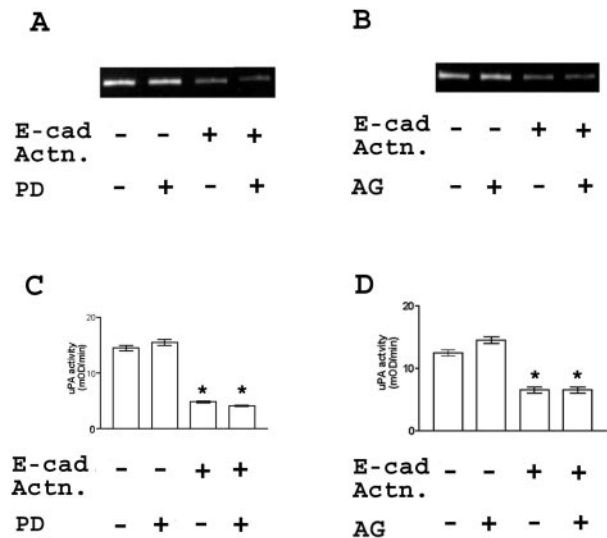 A
E-cad - - + +
Actn.
PD - + - +
B
E-cad - - + +
Actn.
AG - + - +
C
20
10
0
uPA activity
(mOD/min)
* *
E-cad - - + +
Actn.
PD - + - +
D
20
10
0
uPA activity
(mOD/min)
* *
E-cad - - + +
Actn.
AG - + - +